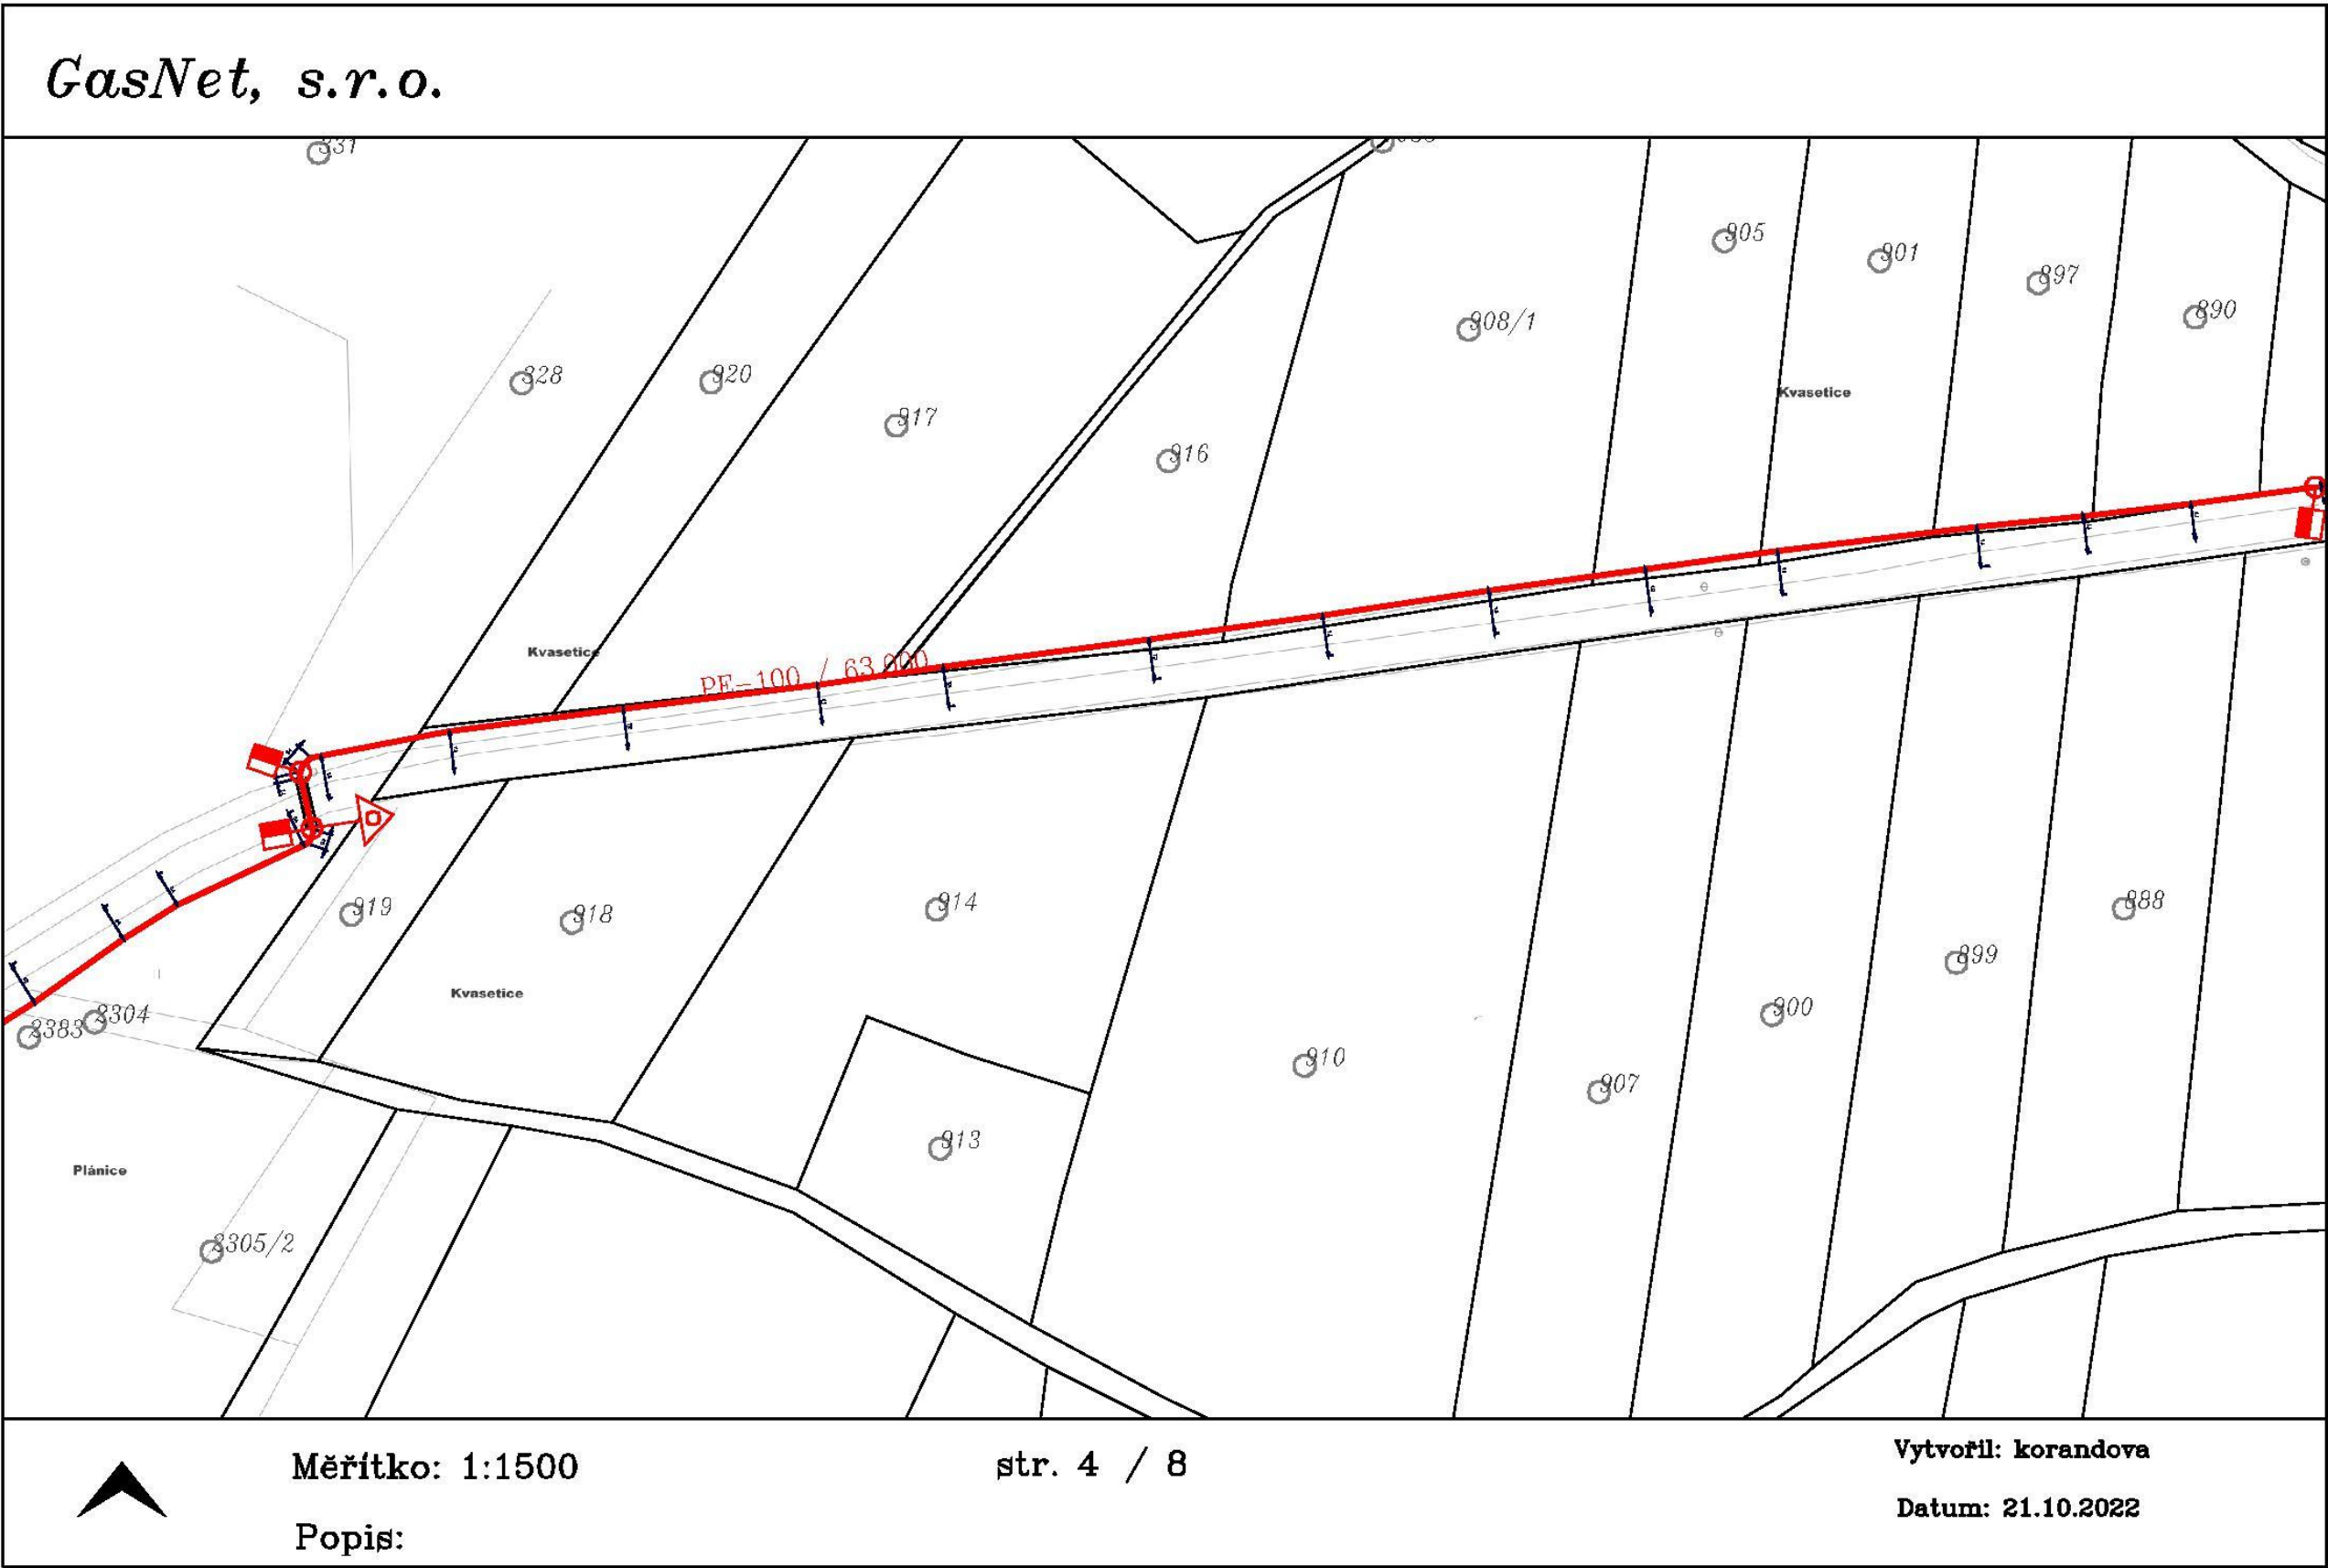 GasNet, s.r.o.
331
905
901
897
890
908/1
328
920
Kvasetice
917
916
Kvasetice
PE-100 / 63.000
919
918
914
888
899
Kvasetice
900
2383
2304
910
907
913
Plánice
2305/2
Měřítko: 1:1500
str. 4 / 8
Vytvořil: korandova
Datum: 21.10.2022
Popis: